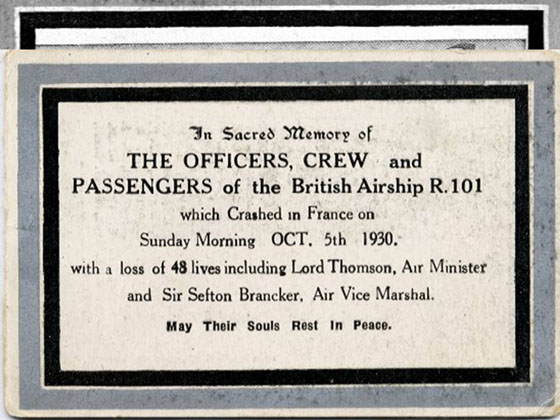 In Sacred Memory of
THE OFFICERS, CREW and
PASSENGERS of the British Airship R.101
which Crashed in France on
Sunday Morning OCT. 5th 1930.
with a loss of 48 lives including Lord Thomson, Air Minister
and Sir Sefton Brancker, Air Vice Marshal.
May Their Souls Rest In Peace.